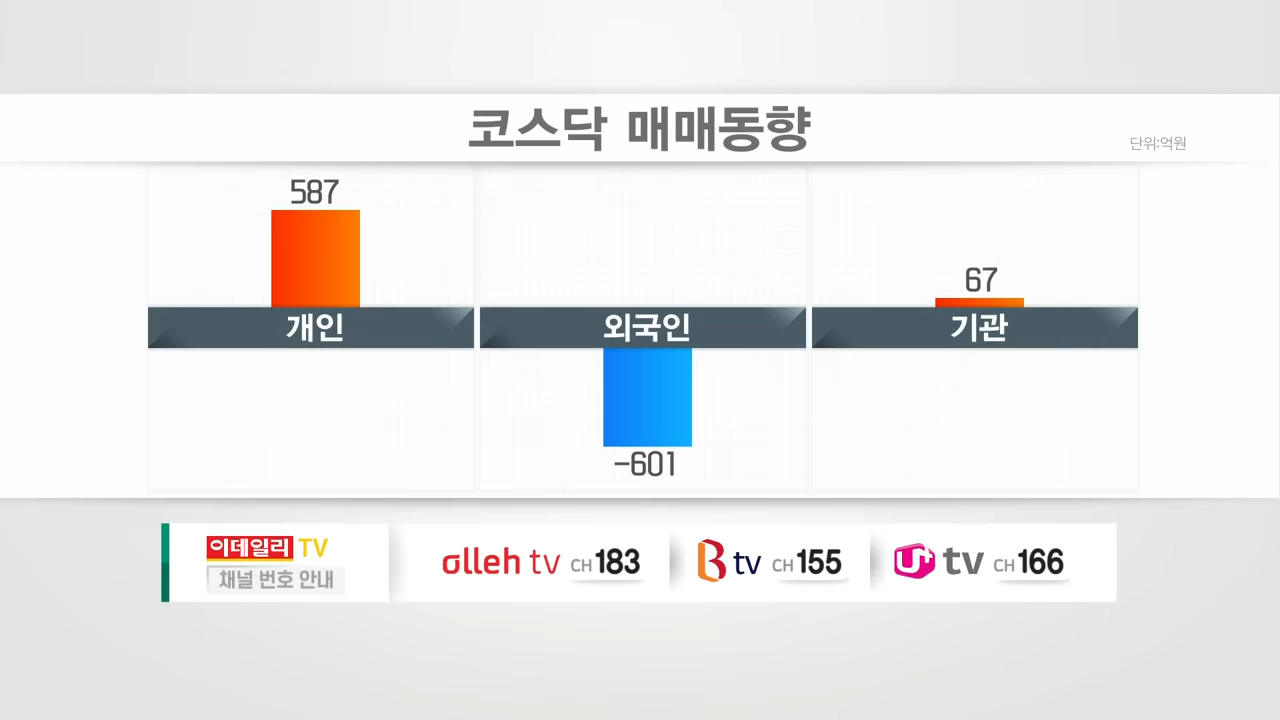 코스닥 매매동향
단위:억원
587
67
개인
외국인
기관
-601
이데일리 TV
채널 번호 안내
olleh tv CH 183
B tv CH 155
U+ tv CH 166